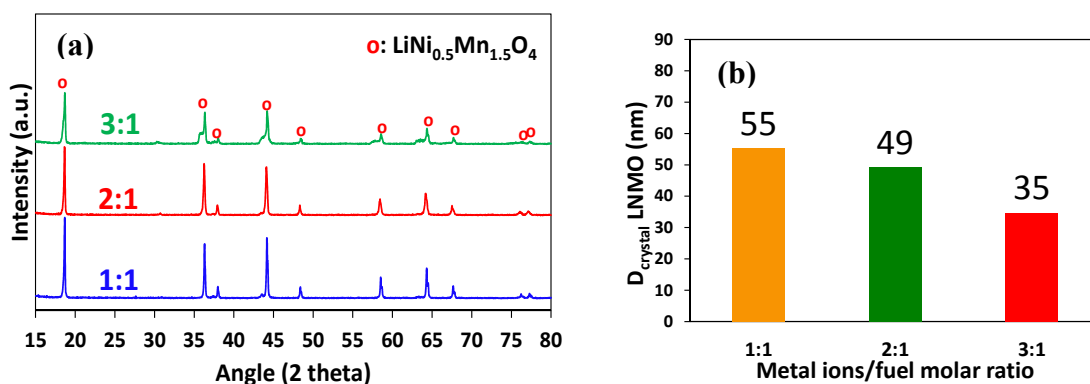 (a)
o: LiNi0.5Mn1.5O4
o o o o o o o o o o
3:1
2:1
1:1
Intensity (a.u.)
15 20 25 30 35 40 45 50 55 60 65 70 75 80
Angle (2 theta)
(b)
90
80
70
60
50
40
30
20
10
0
55
49
35
Dcrystal LNMO (nm)
1:1 2:1 3:1
Metal ions/fuel molar ratio